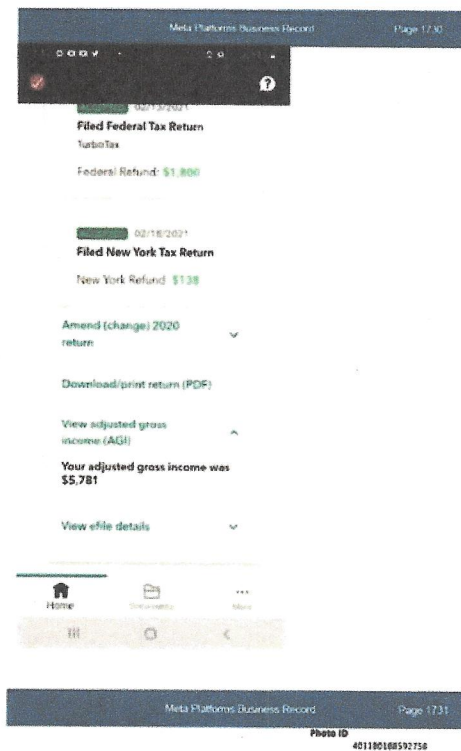 Meta Platforms Business Record Page 1730
02/13/2021
Filed Federal Tax Return
TurboTax
Federal Refund: $1,800
02/18/2021
Filed New York Tax Return
New York Refund $138
Amend (change) 2020
return
Download/print return (PDF)
View adjusted gross
income (AGI)
Your adjusted gross income was
$5,781
View efile details
Home Documents More
Meta Platforms Business Record Page 1731
Photo ID
401180168592758